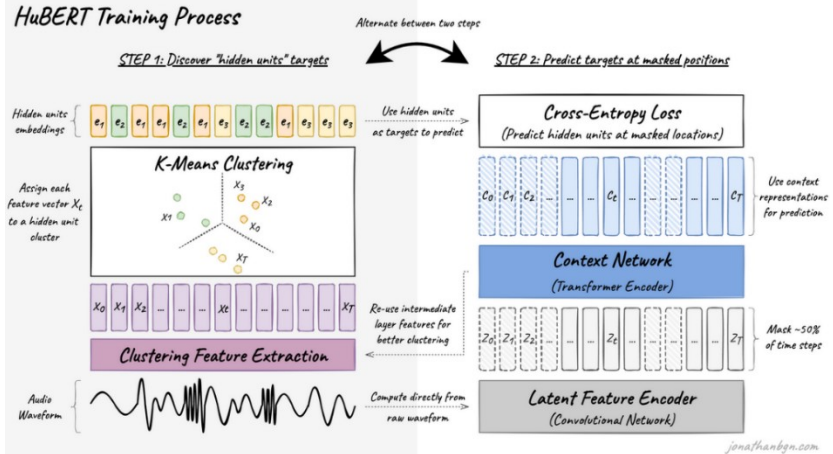 HuBERT Training Process
Alternate between two steps
STEP 1: Discover "hidden units" targets
STEP 2: Predict targets at masked positions
Hidden units
embeddings
e1 e2 e1 e1 e2 e1 e3 e2 e2 e1 e3 e3 e3
Use hidden units
as targets to predict
Cross-Entropy Loss
(Predict hidden units at masked locations)
K-Means Clustering
Assign each
feature vector Xt
to a hidden unit
cluster
X3
X2
X1
X0
XT
C0 C1 C2 ... ... ... Ct ... ... ... ... CT
Use context
representations
for prediction
Context Network
(Transformer Encoder)
X0 X1 X2 ... ... ... Xt ... ... ... ... XT
Re-use intermediate
layer features for
better clustering
Z0 Z1 Z2 ... ... ... Zt ... ... ... ... ZT
Mask ~50%
of time steps
Clustering Feature Extraction
Audio
Waveform
Compute directly from
raw waveform
Latent Feature Encoder
(Convolutional Network)
jonathanbgn.com